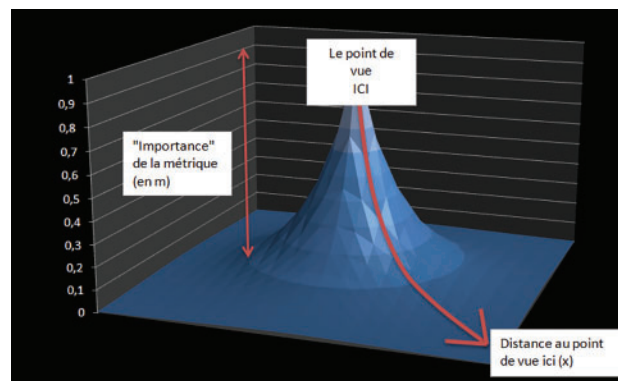 Le point de
vue
ICI
1
0,9
0,8
0,7
0,6
0,5
0,4
0,3
0,2
0,1
0
"Importance"
de la métrique
(en m)
Distance au point
de vue ici (x)